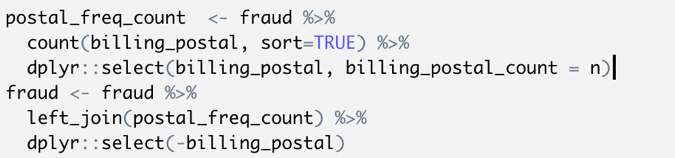 postal_freq_count  <- fraud %>%
  count(billing_postal, sort=TRUE) %>%
  dplyr::select(billing_postal, billing_postal_count = n)
fraud <- fraud %>%
  left_join(postal_freq_count) %>%
  dplyr::select(-billing_postal)